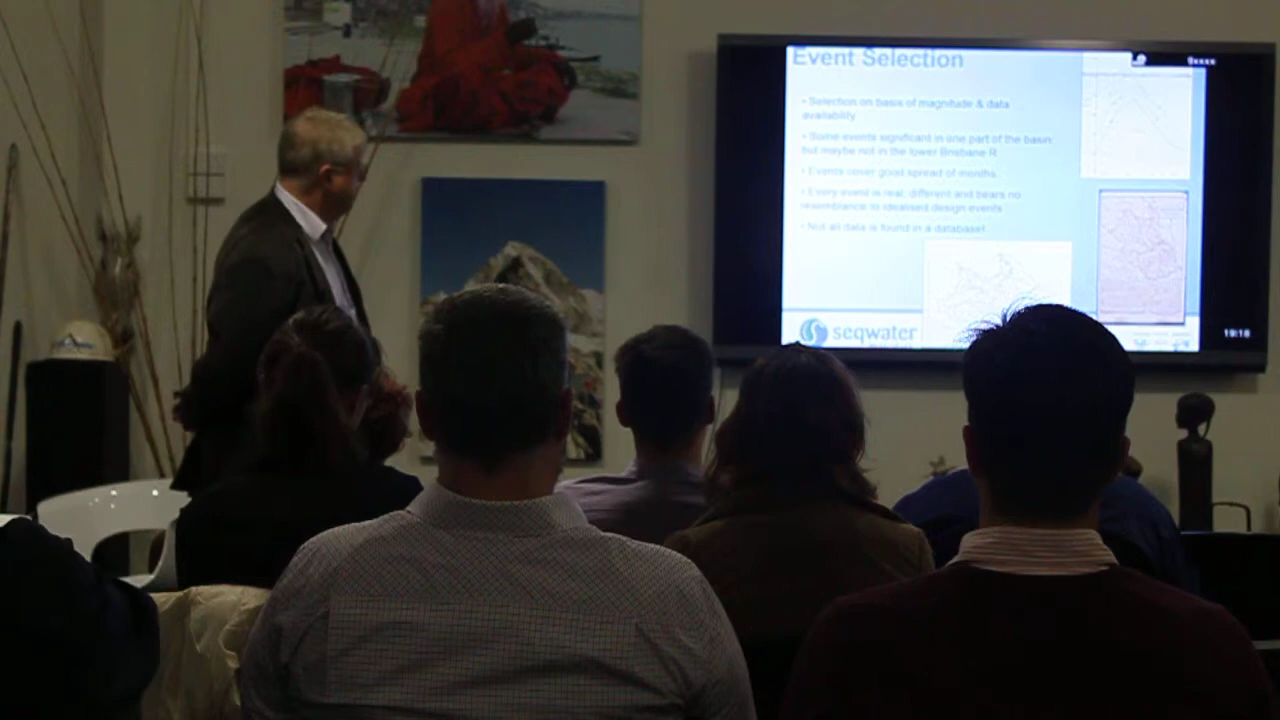 Event Selection
• Selection on basis of magnitude & data
availability
• Some events significant in one part of the basin
but maybe not in the lower Brisbane R
• Events cover good spread of months.
• Every event is real, different and bears no
resemblance to idealised design events
• Not all data is found in a database!
seqwater
19:18